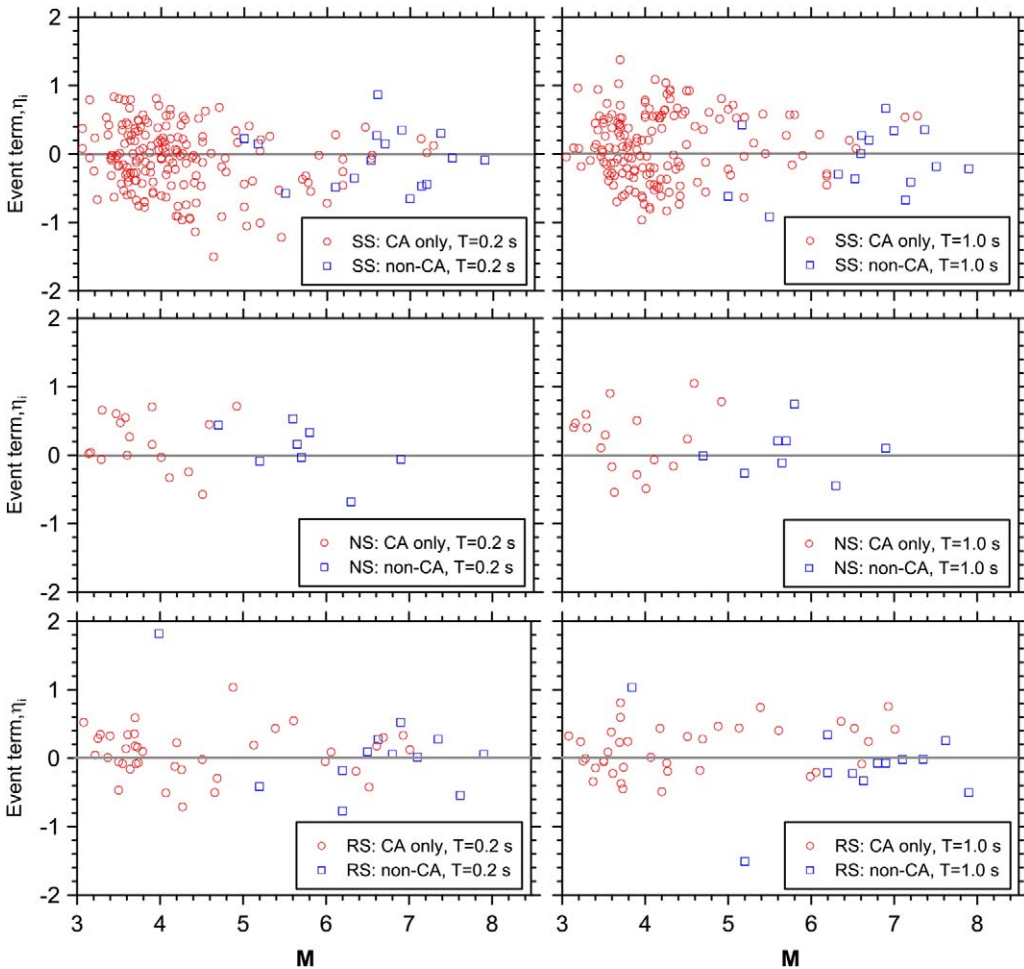 2
1
0
-1
-2
Event term,ηi
SS: CA only, T=0.2 s
SS: non-CA, T=0.2 s
SS: CA only, T=1.0 s
SS: non-CA, T=1.0 s
2
1
0
-1
-2
Event term,ηi
NS: CA only, T=0.2 s
NS: non-CA, T=0.2 s
NS: CA only, T=1.0 s
NS: non-CA, T=1.0 s
2
1
0
-1
-2
Event term,ηi
RS: CA only, T=0.2 s
RS: non-CA, T=0.2 s
RS: CA only, T=1.0 s
RS: non-CA, T=1.0 s
3 4 5 6 7 8
3 4 5 6 7 8
M
M